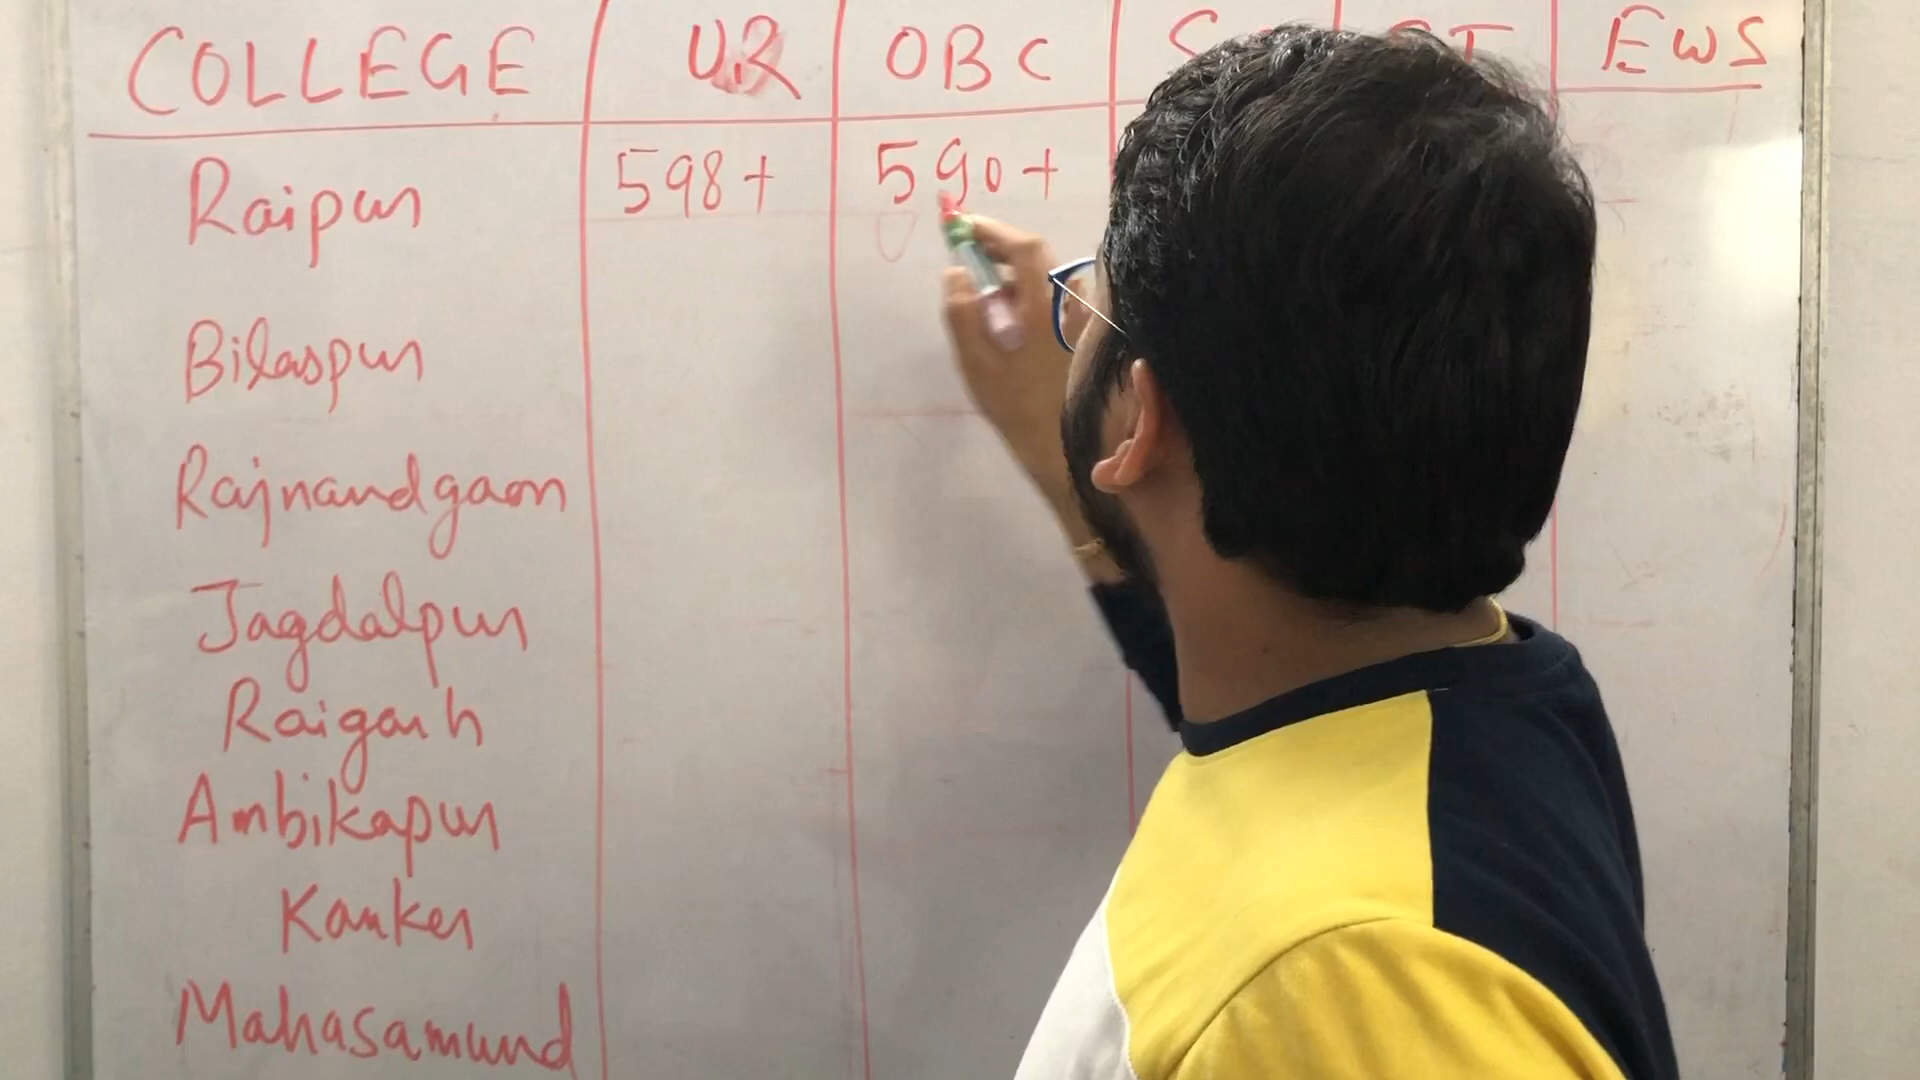 COLLEGE UR OBC EWS
Raipur 598+ 590+
Bilaspur
Rajnandgaon
Jagdalpur
Raigarh
Ambikapur
Kanker
Mahasamund